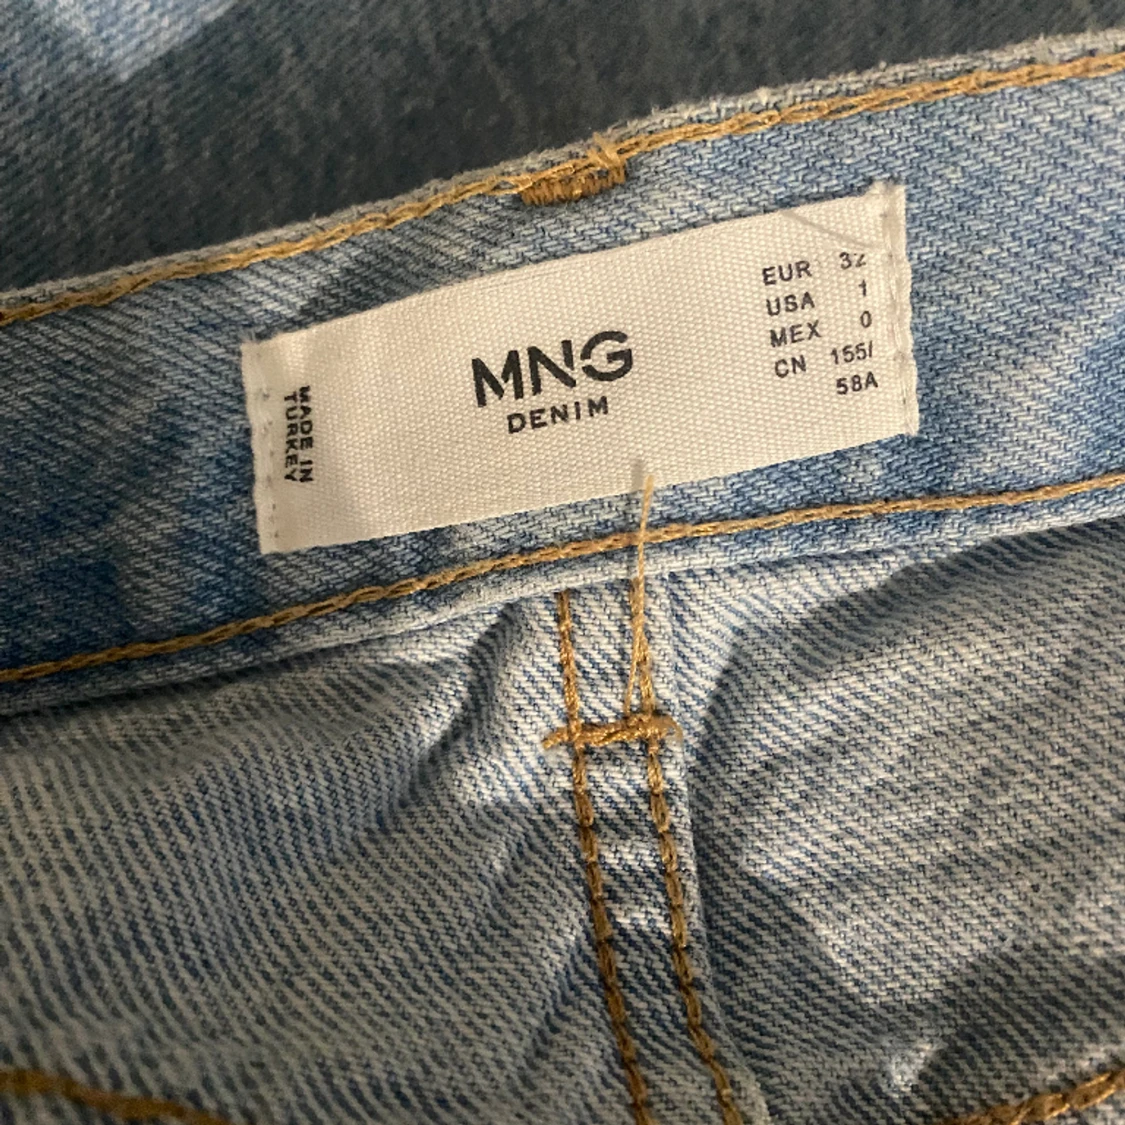 MADE IN
TURKEY
MNG
DENIM
EUR 32
USA 1
MEX 0
CN 155/
58A